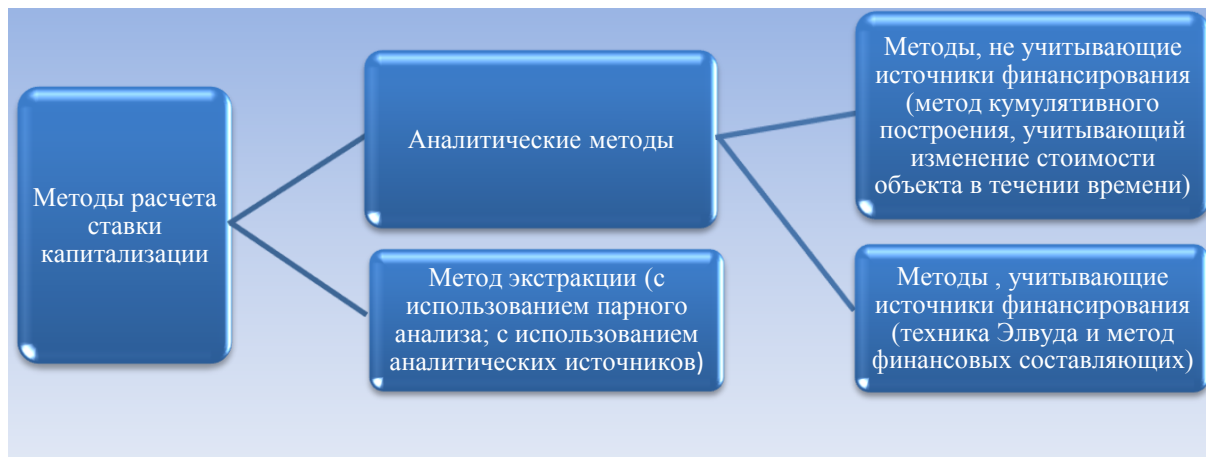 Методы расчета
ставки
капитализации
Аналитические методы
Метод экстракции (с
использованием парного
анализа; с использованием
аналитических источников)
Методы, не учитывающие
источники финансирования
(метод кумулятивного
построения, учитывающий
изменение стоимости
объекта в течении времени)
Методы , учитывающие
источники финансирования
(техника Элвуда и метод
финансовых составляющих)